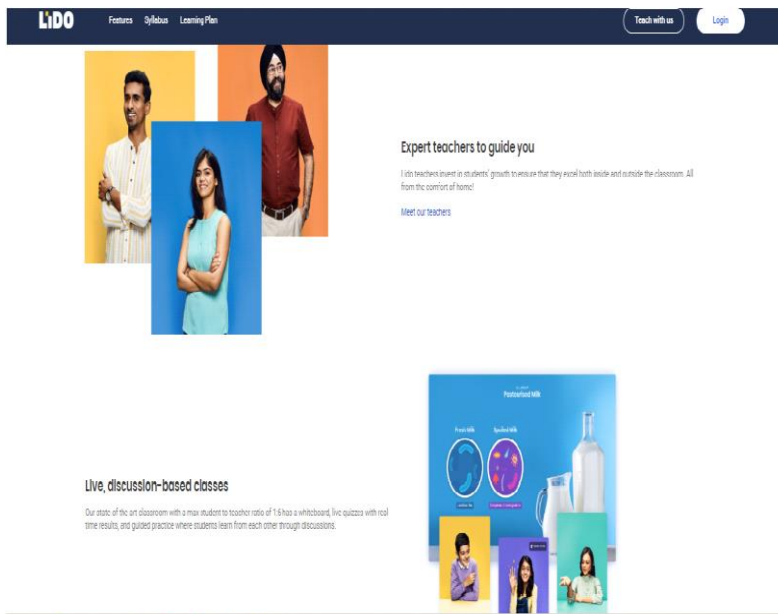 LiDO
Features Syllabus Learning Plan
Teach with us
Login
Expert teachers to guide you
Lido teachers invest in students' growth to ensure that they excel both inside and outside the classroom. All
from the comfort of home!
Meet our teachers
Pasteurised Milk
Fresh Milk Spoiled Milk
Live, discussion-based classes
Our state of the art classroom with a max student to teacher ratio of 1:6 has a whiteboard, live quizzes with real
time results, and guided practice where students learn from each other through discussions.